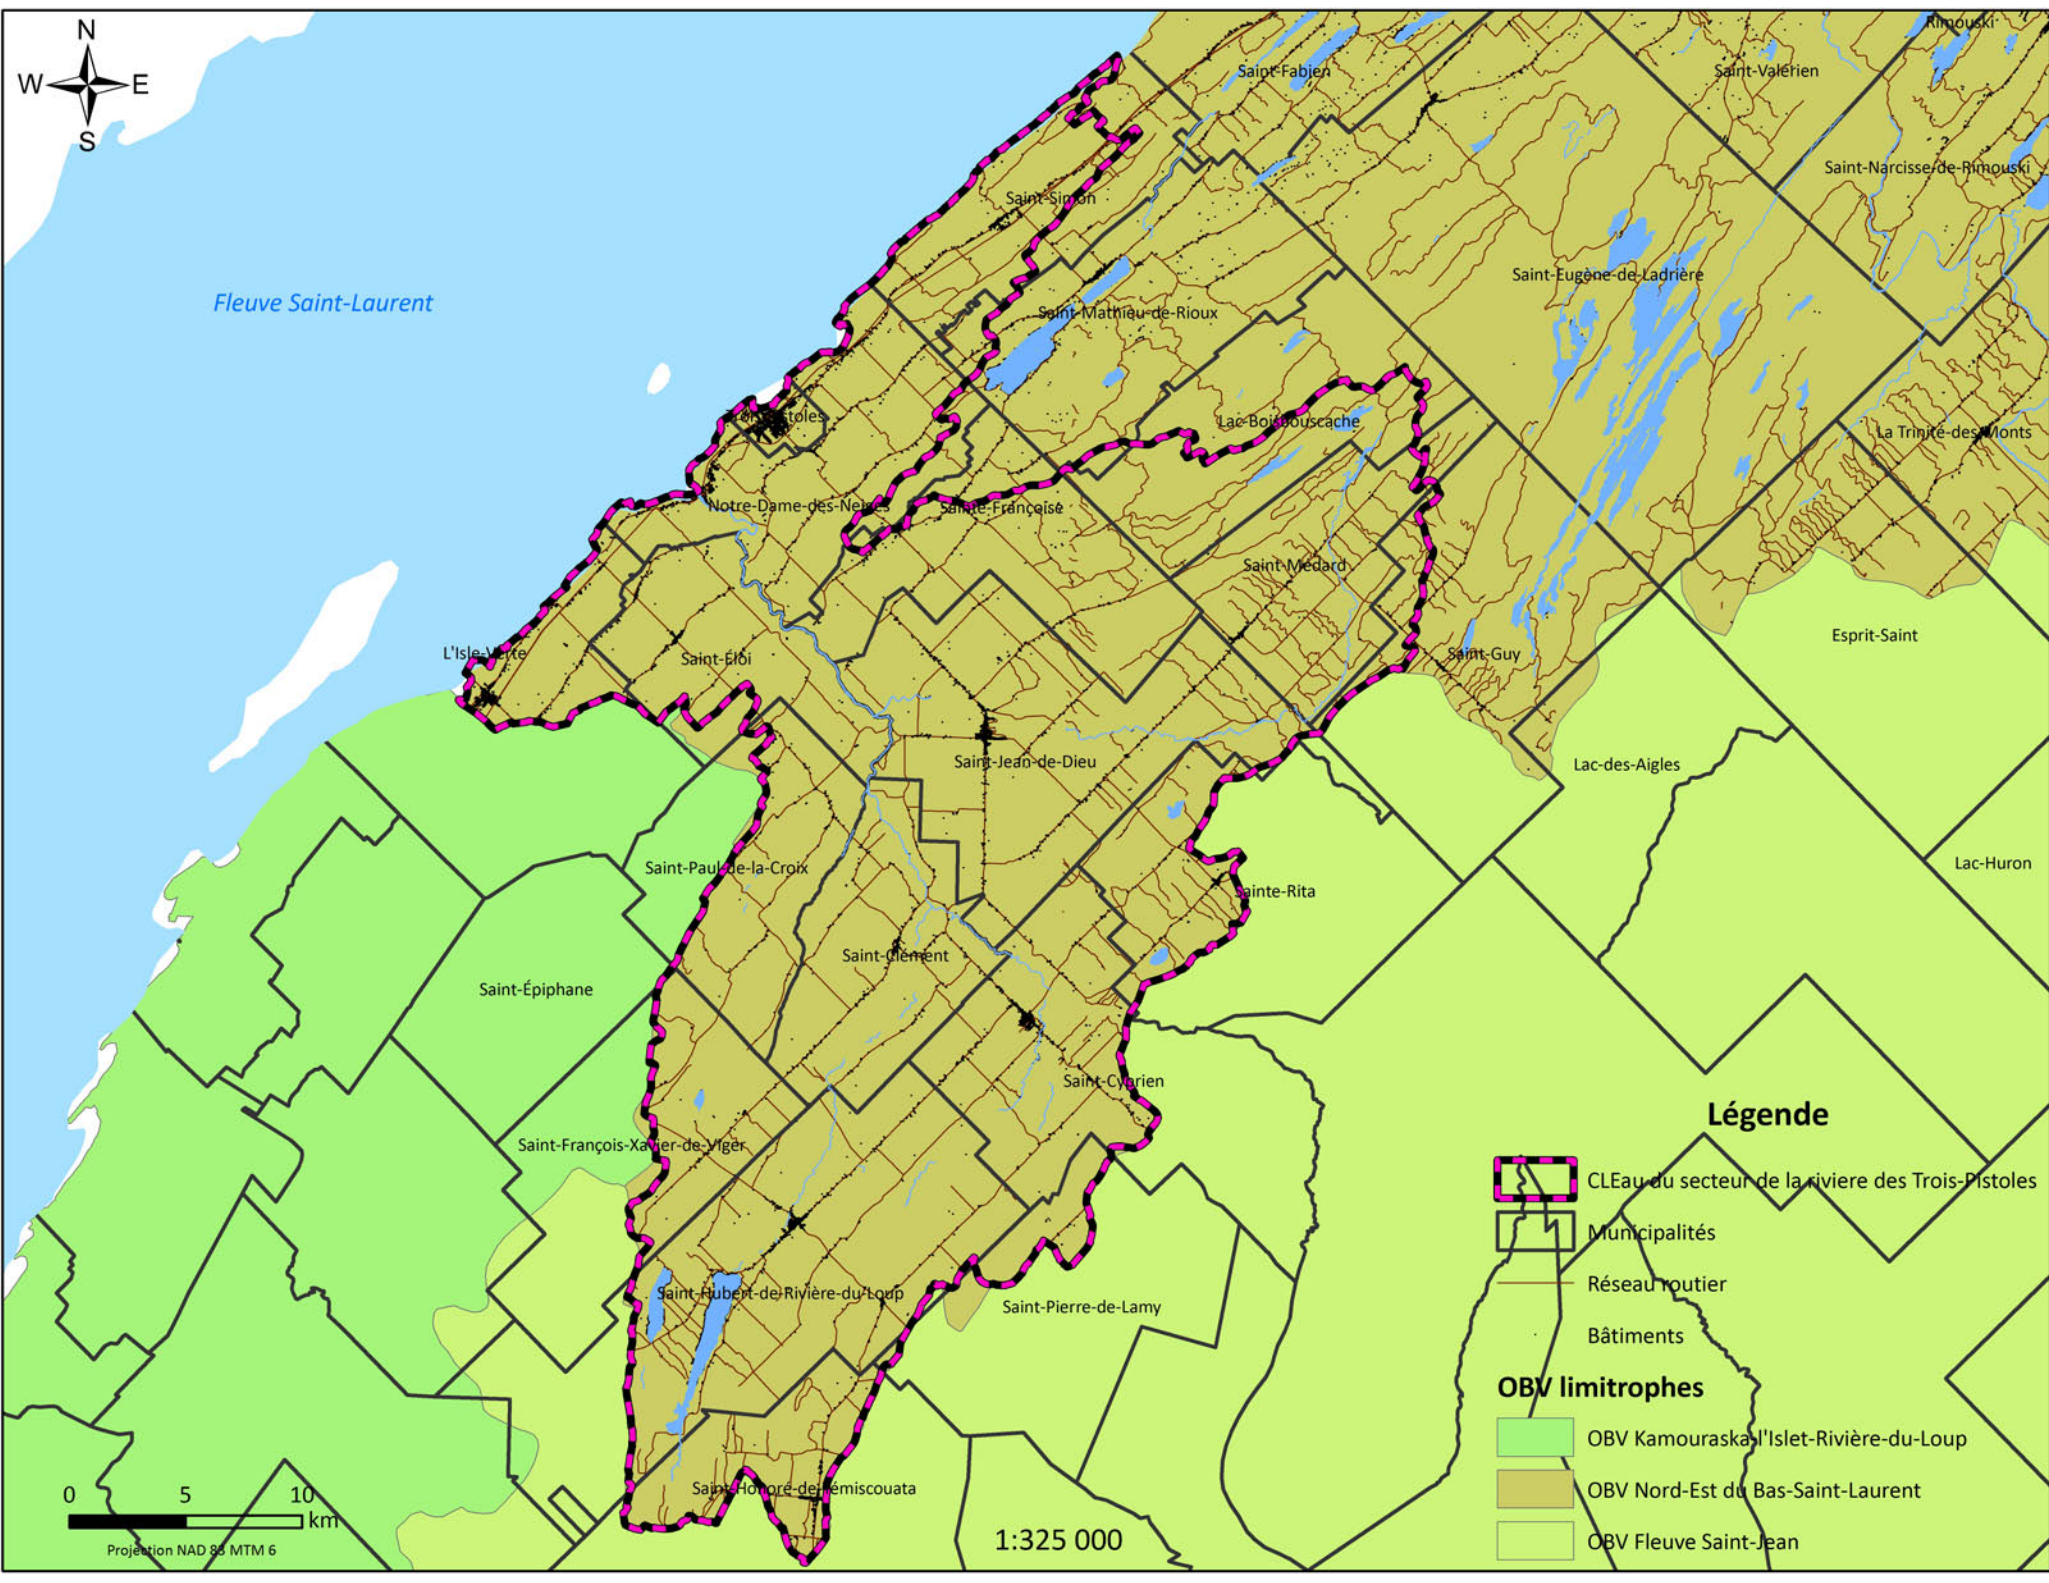 N
W E
S
Rimouski
Saint-Fabien
Saint-Valérien
Saint-Narcisse-de-Rimouski
Saint-Simon
Saint-Eugène-de-Ladrière
Fleuve Saint-Laurent
Saint-Mathieu-de-Rioux
Trois-Pistoles
Lac-Boisbouscache
La Trinité-des-Monts
Notre-Dame-des-Neiges
Sainte-Françoise
Saint-Médard
Esprit-Saint
L'Isle-Verte
Saint-Éloi
Saint-Guy
Saint-Jean-de-Dieu
Lac-des-Aigles
Saint-Paul-de-la-Croix
Lac-Huron
Sainte-Rita
Saint-Clément
Saint-Épiphane
Saint-Cyprien
Saint-François-Xavier-de-Viger
Saint-Hubert-de-Rivière-du-Loup
Saint-Pierre-de-Lamy
Saint-Honoré-de-Témiscouata
Légende
CLEau du secteur de la riviere des Trois-Pistoles
Municipalités
Réseau routier
Bâtiments
OBV limitrophes
OBV Kamouraska-l'Islet-Rivière-du-Loup
OBV Nord-Est du Bas-Saint-Laurent
OBV Fleuve Saint-Jean
0 5 10
km
Projection NAD 83 MTM 6
1:325 000